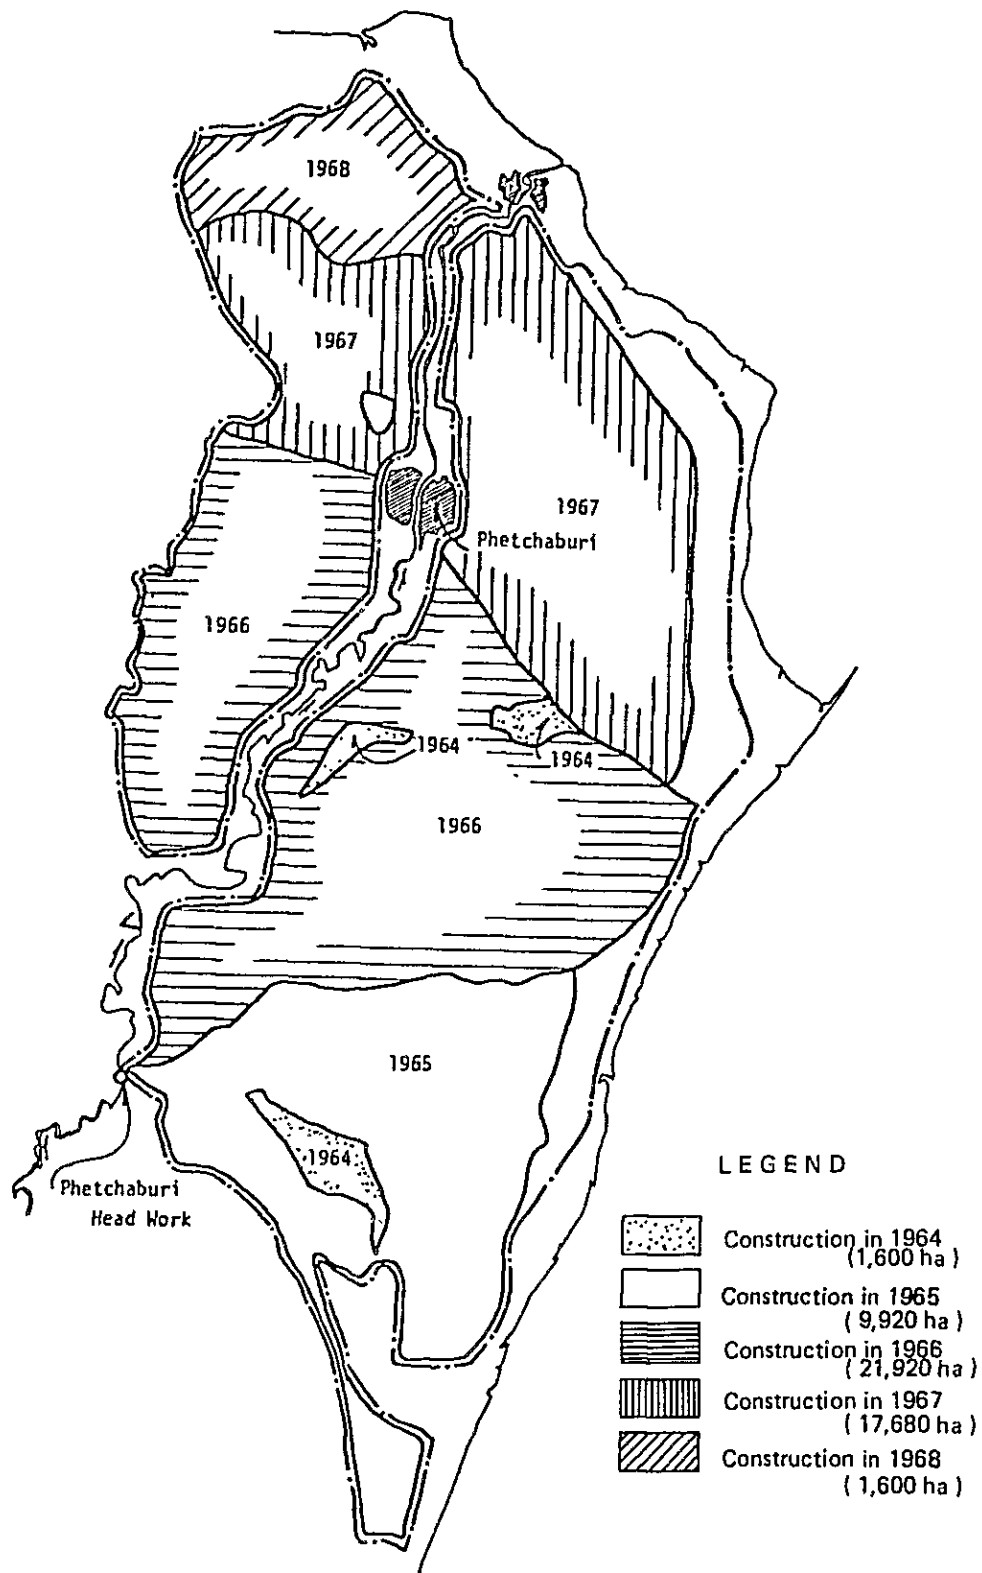 1968
1967
1967
Phetchaburi
1966
1964
1964
1966
1965
1964
Phetchaburi
Head Work
LEGEND
Construction in 1964
(1,600 ha)
Construction in 1965
( 9,920 ha )
Construction in 1966
( 21,920 ha )
Construction in 1967
( 17,680 ha )
Construction in 1968
( 1,600 ha )